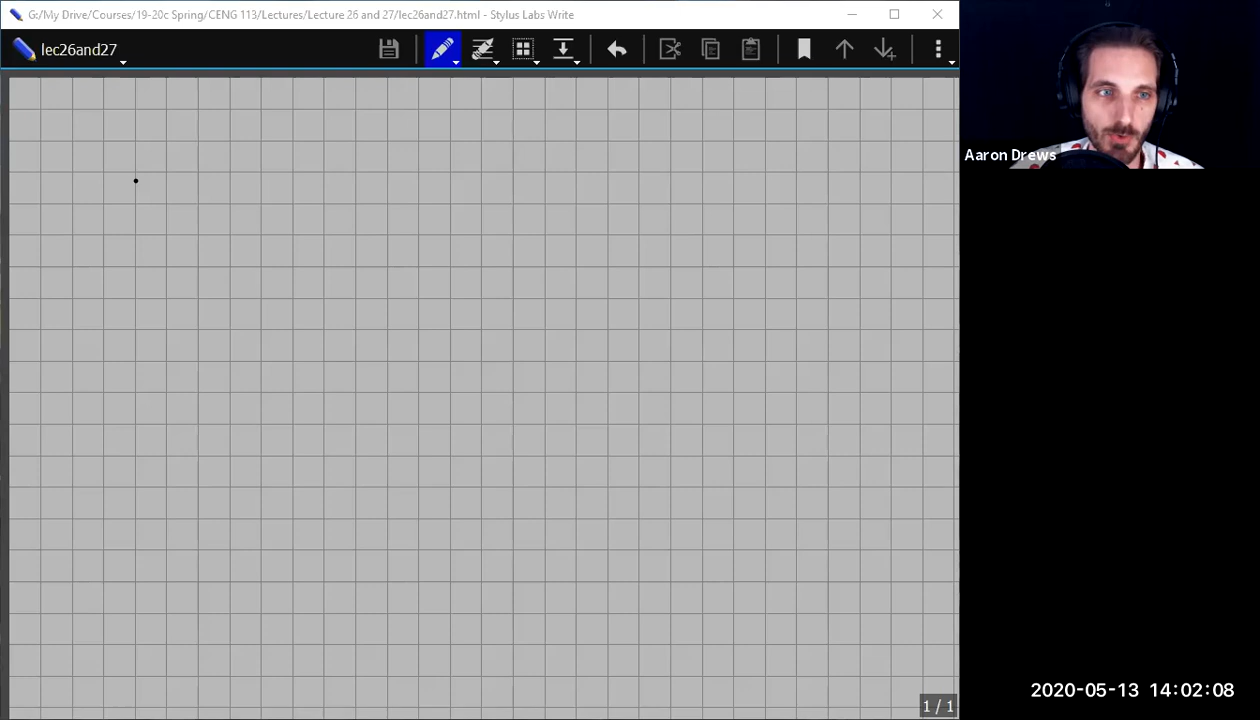 G:/My Drive/Courses/19-20c Spring/CENG 113/Lectures/Lecture 26 and 27/lec26and27.html - Stylus Labs Write
lec26and27
Aaron Drews
2020-05-13 14:02:08
1 / 1